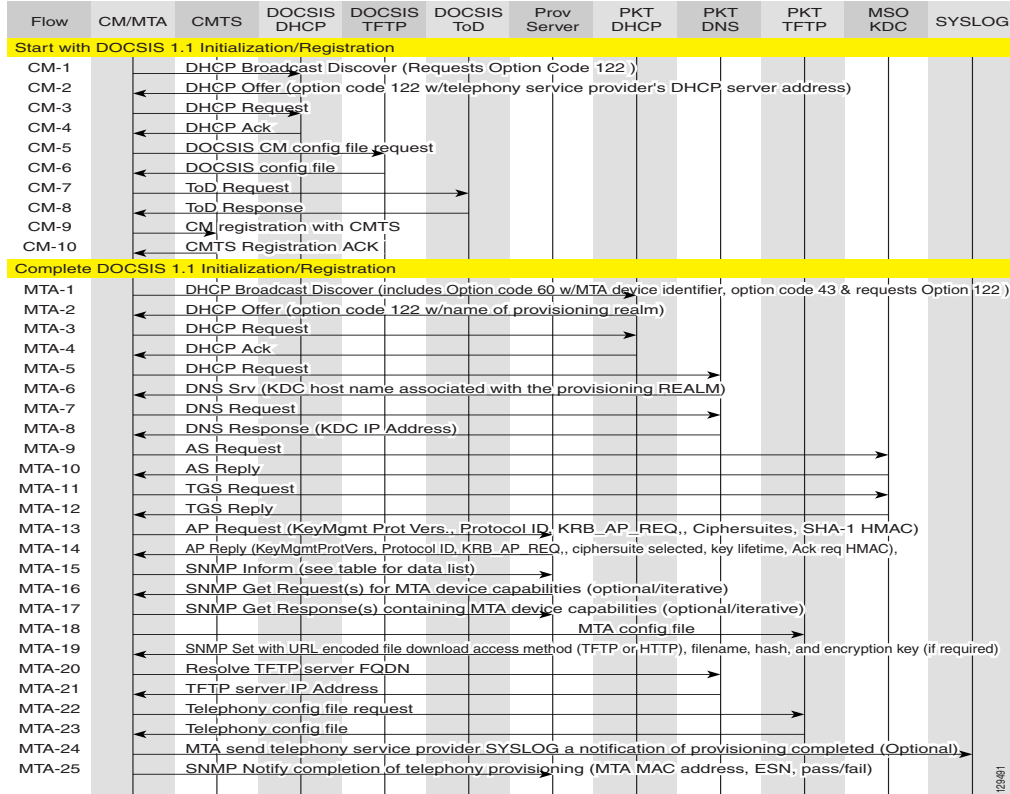 Flow CM/MTA CMTS DOCSIS DHCP DOCSIS TFTP DOCSIS ToD Prov Server PKT DHCP PKT DNS PKT TFTP MSO KDC SYSLOG
Start with DOCSIS 1.1 Initialization/Registration
CM-1 DHCP Broadcast Discover (Requests Option Code 122 )
CM-2 DHCP Offer (option code 122 w/telephony service provider's DHCP server address)
CM-3 DHCP Request
CM-4 DHCP Ack
CM-5 DOCSIS CM config file request
CM-6 DOCSIS config file
CM-7 ToD Request
CM-8 ToD Response
CM-9 CM registration with CMTS
CM-10 CMTS Registration ACK
Complete DOCSIS 1.1 Initialization/Registration
MTA-1 DHCP Broadcast Discover (includes Option code 60 w/MTA device identifier, option code 43 & requests Option 122 )
MTA-2 DHCP Offer (option code 122 w/name of provisioning realm)
MTA-3 DHCP Request
MTA-4 DHCP Ack
MTA-5 DHCP Request
MTA-6 DNS Srv (KDC host name associated with the provisioning REALM)
MTA-7 DNS Request
MTA-8 DNS Response (KDC IP Address)
MTA-9 AS Request
MTA-10 AS Reply
MTA-11 TGS Request
MTA-12 TGS Reply
MTA-13 AP Request (KeyMgmt Prot Vers., Protocol ID, KRB_AP_REQ,, Ciphersuites, SHA-1 HMAC)
MTA-14 AP Reply (KeyMgmtProtVers, Protocol ID, KRB_AP_REQ,, ciphersuite selected, key lifetime, Ack req HMAC),
MTA-15 SNMP Inform (see table for data list)
MTA-16 SNMP Get Request(s) for MTA device capabilities (optional/iterative)
MTA-17 SNMP Get Response(s) containing MTA device capabilities (optional/iterative)
MTA-18 MTA config file
MTA-19 SNMP Set with URL encoded file download access method (TFTP or HTTP), filename, hash, and encryption key (if required)
MTA-20 Resolve TFTP server FQDN
MTA-21 TFTP server IP Address
MTA-22 Telephony config file request
MTA-23 Telephony config file
MTA-24 MTA send telephony service provider SYSLOG a notification of provisioning completed (Optional)
MTA-25 SNMP Notify completion of telephony provisioning (MTA MAC address, ESN, pass/fail)
129491